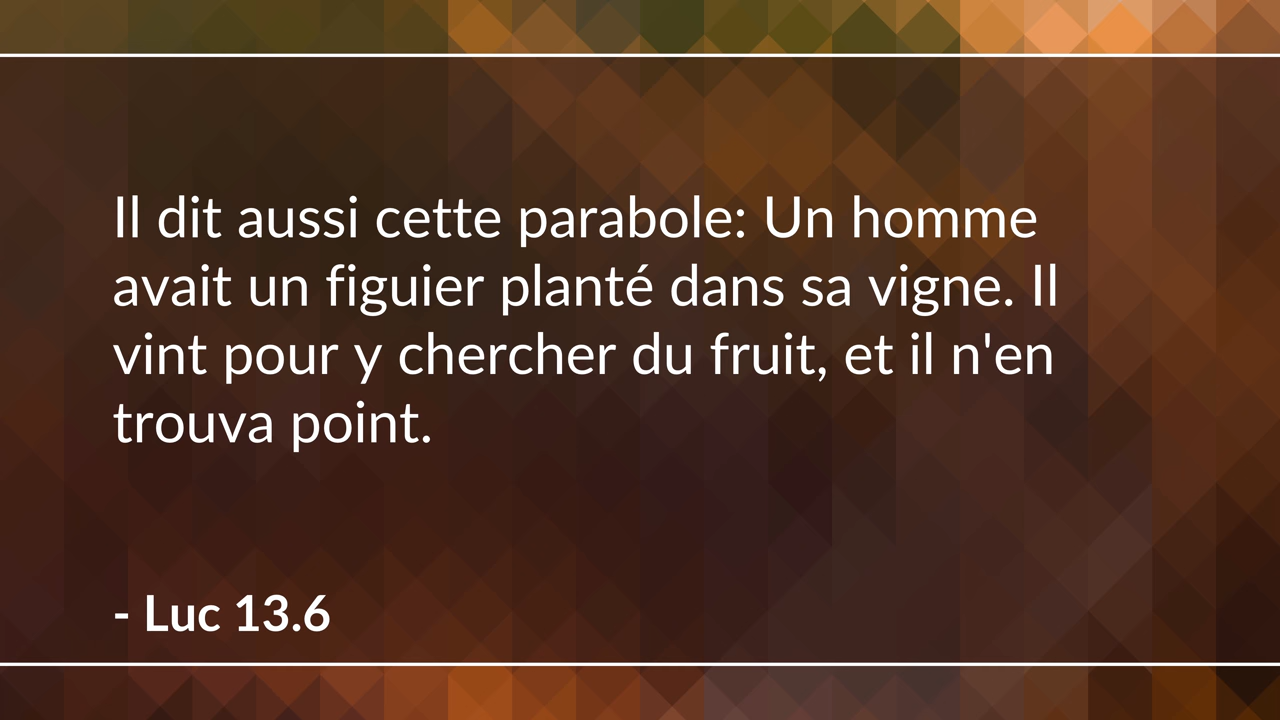 Il dit aussi cette parabole: Un homme
avait un figuier planté dans sa vigne. Il
vint pour y chercher du fruit, et il n'en
trouva point.
- Luc 13.6